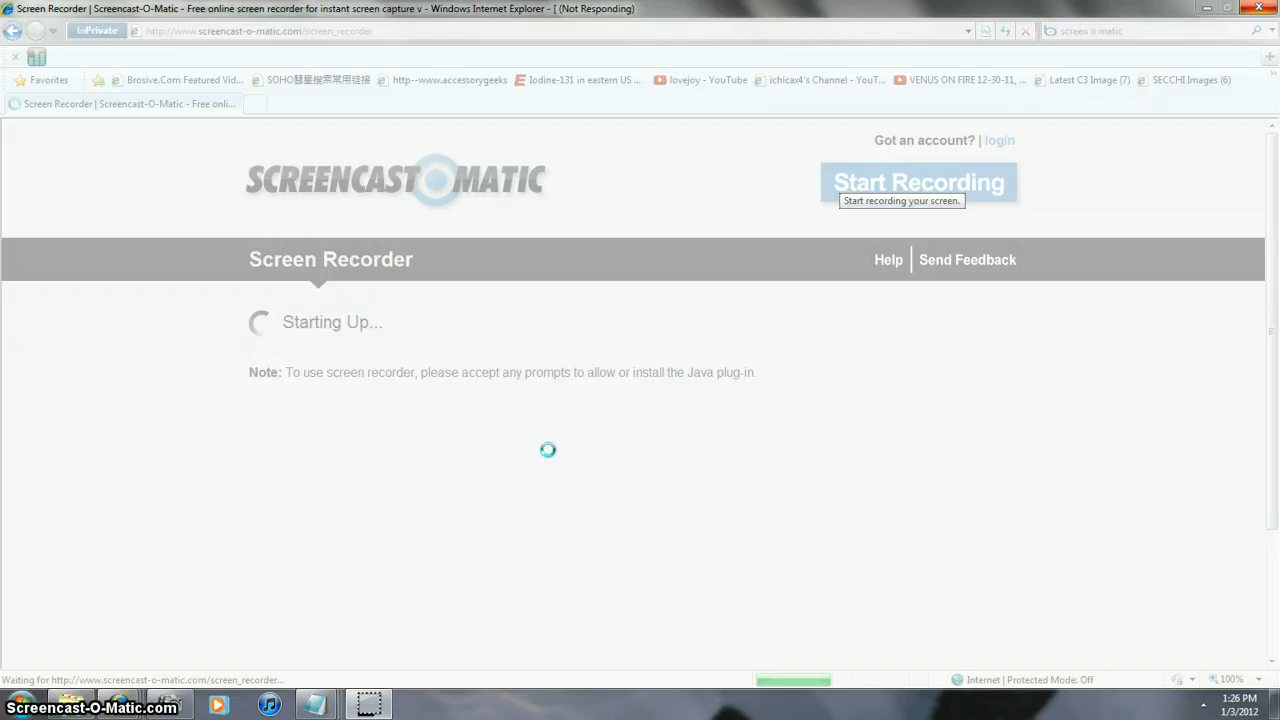 Screen Recorder | Screencast-O-Matic - Free online screen recorder for instant screen capture v - Windows Internet Explorer - [ (Not Responding)
InPrivate http://www.screencast-o-matic.com/screen_recorder screen o matic
Favorites Brosive.Com Featured Vid... SOHO彗星搜索常用链接 http--www.accessorygeeks Iodine-131 in eastern US ... lovejoy - YouTube ichicax4's Channel - YouT... VENUS ON FIRE 12-30-11, ... Latest C3 Image (7) SECCHI Images (6)
Screen Recorder | Screencast-O-Matic - Free onli...
Got an account? | login
SCREENCAST O MATIC
Start Recording
Start recording your screen.
Screen Recorder Help Send Feedback
Starting Up...
Note: To use screen recorder, please accept any prompts to allow or install the Java plug-in.
Waiting for http://www.screencast-o-matic.com/screen_recorder... Internet | Protected Mode: Off 100%
Screencast-O-Matic.com
1:26 PM
1/3/2012